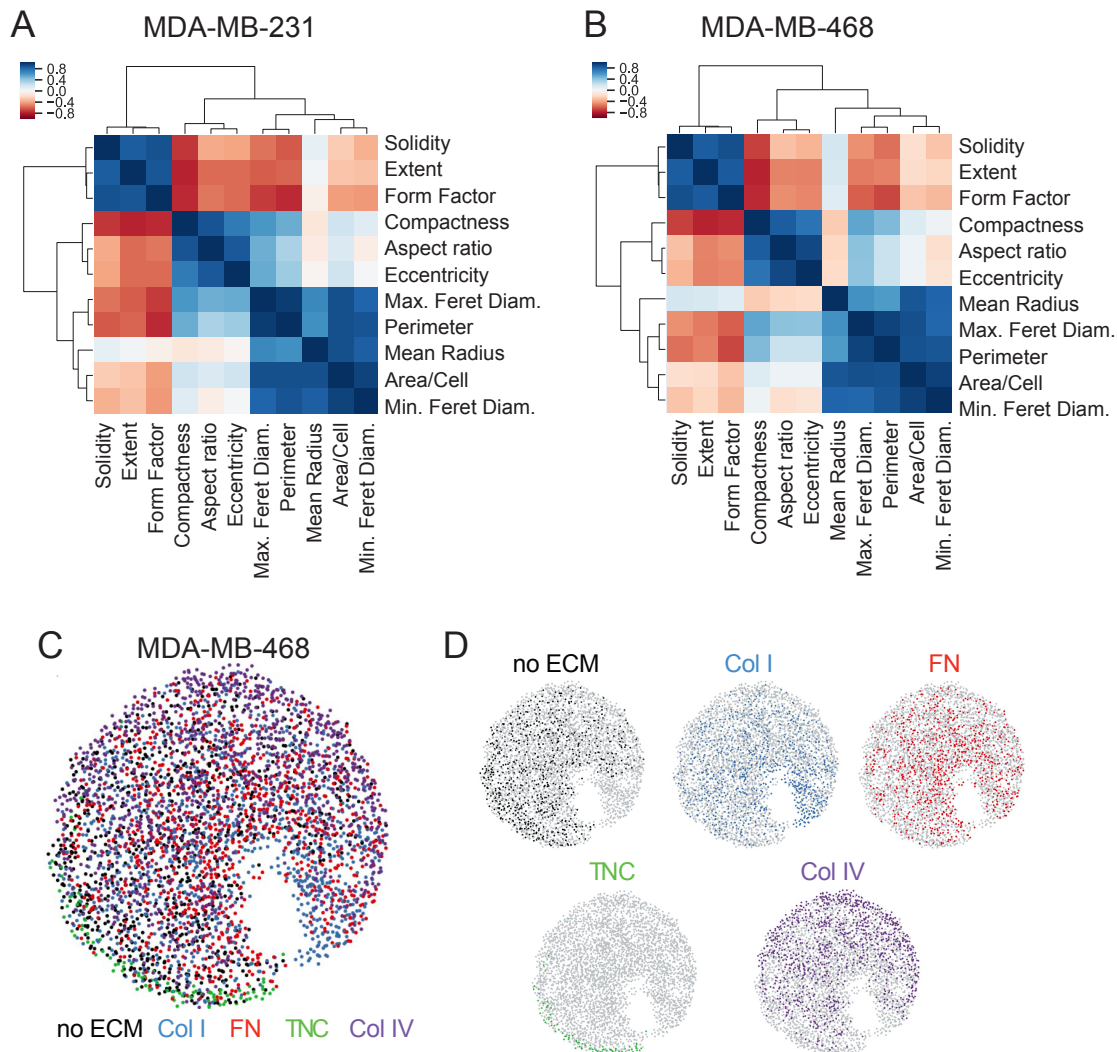 A
MDA-MB-231
0.8
0.4
0.0
−0.4
−0.8
Solidity
Extent
Form Factor
Compactness
Aspect ratio
Eccentricity
Max. Feret Diam.
Perimeter
Mean Radius
Area/Cell
Min. Feret Diam.
Solidity
Extent
Form Factor
Compactness
Aspect ratio
Eccentricity
Max. Feret Diam.
Perimeter
Mean Radius
Area/Cell
Min. Feret Diam.
B
MDA-MB-468
0.8
0.4
0.0
−0.4
−0.8
Solidity
Extent
Form Factor
Compactness
Aspect ratio
Eccentricity
Mean Radius
Max. Feret Diam.
Perimeter
Area/Cell
Min. Feret Diam.
Solidity
Extent
Form Factor
Compactness
Aspect ratio
Eccentricity
Mean Radius
Max. Feret Diam.
Perimeter
Area/Cell
Min. Feret Diam.
C
MDA-MB-468
no ECM Col I FN TNC Col IV
D
no ECM Col I FN
TNC Col IV